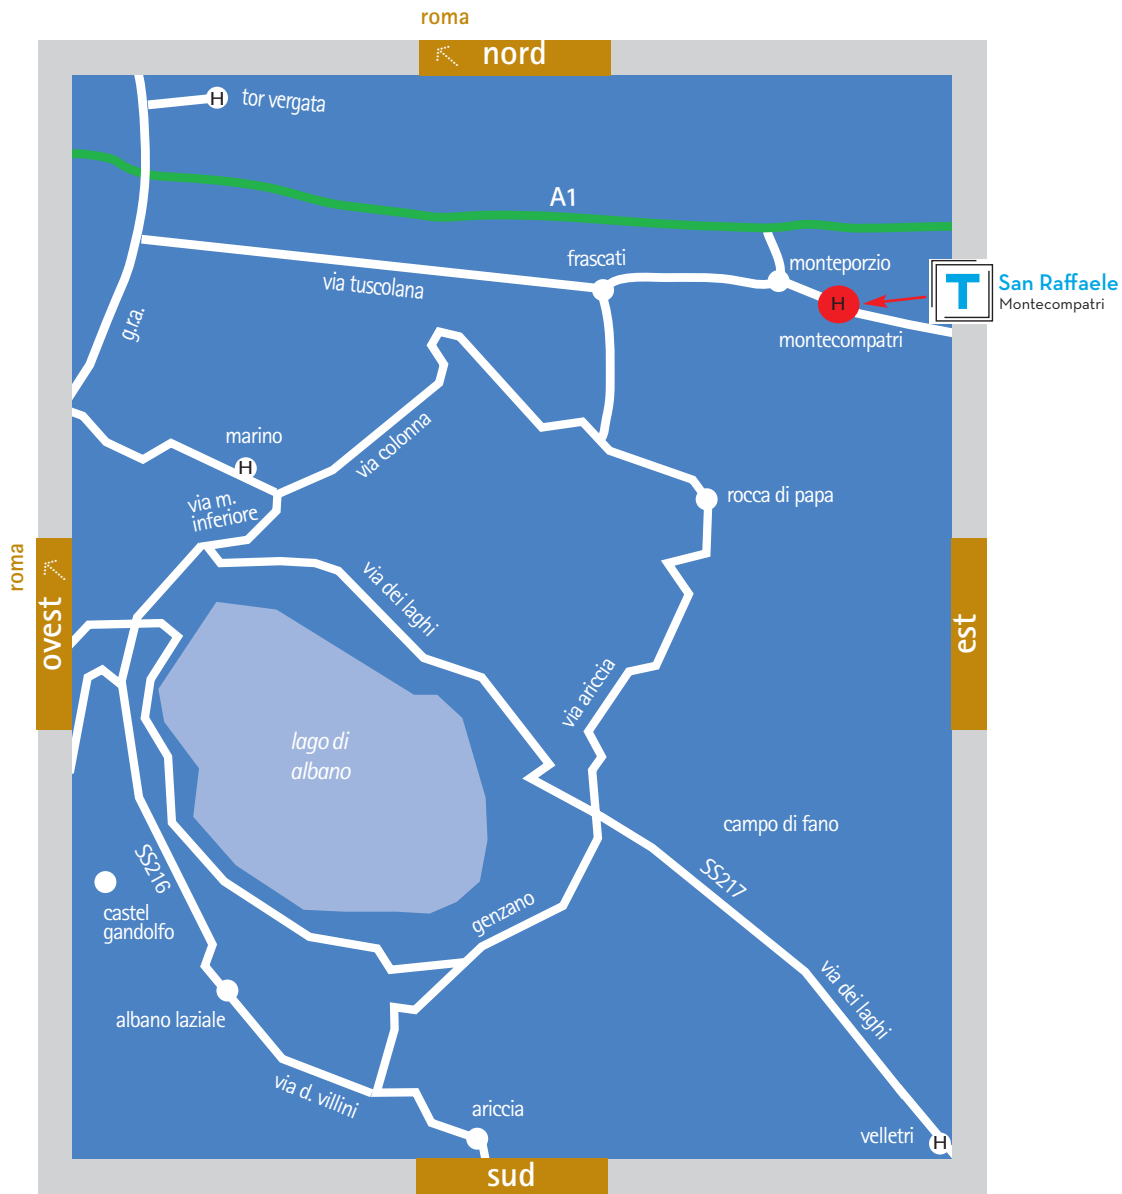 roma
nord
H tor vergata
A1
frascati
monteporzio
via tuscolana
T San Raffaele
Montecompatri
H
g.r.a.
montecompatri
marino
H
via colonna
via m.
inferiore
rocca di papa
roma
ovest
est
via dei laghi
via ariccia
lago di
albano
campo di fano
SS216
SS217
castel
gandolfo
genzano
via dei laghi
albano laziale
via d. villini
ariccia
velletri H
sud